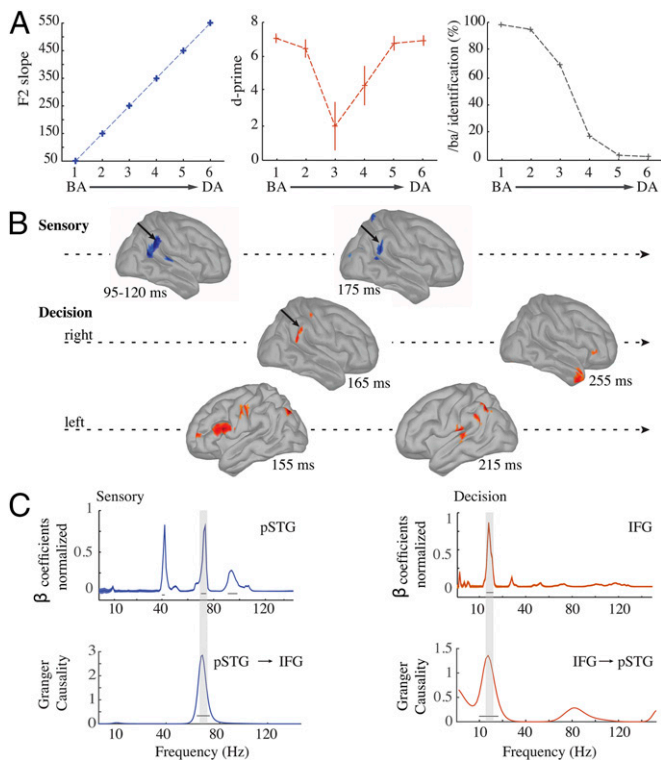 A
F2 slope
550
450
350
250
150
50
1 2 3 4 5 6
BA DA
d-prime
8
6
4
2
0
1 2 3 4 5 6
BA DA
/ba/ identification (%)
100
80
60
40
20
0
1 2 3 4 5 6
BA DA
B
Sensory
95-120 ms
175 ms
Decision
right
165 ms
255 ms
left
155 ms
215 ms
C
Sensory
β coefficients
normalized
1
0.5
0
pSTG
10 40 80 120
Granger
Causality
3
2
1
0
pSTG → IFG
10 40 80 120
Frequency (Hz)
Decision
β coefficients
normalized
1
0.5
0
IFG
10 40 80 120
Granger
Causality
1.5
1
0.5
0
IFG → pSTG
10 40 80 120
Frequency (Hz)